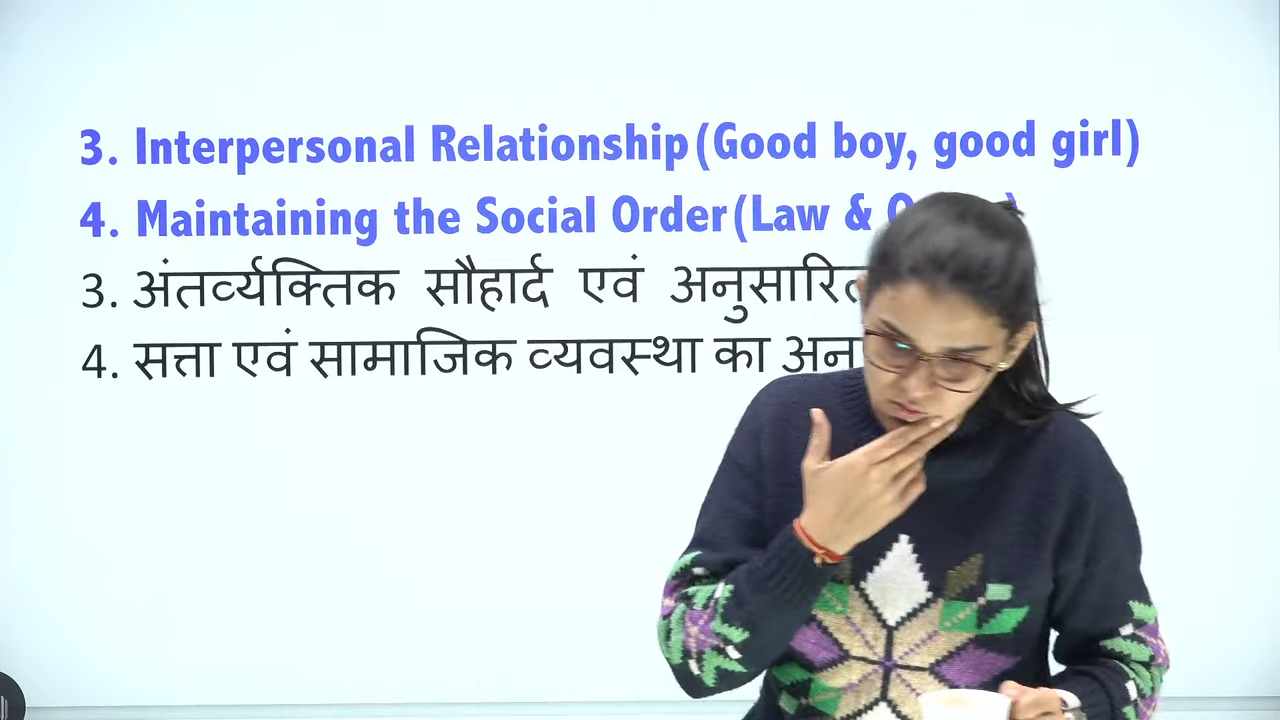 3. Interpersonal Relationship (Good boy, good girl)
4. Maintaining the Social Order (Law &
3. अंतर्व्यक्तिक सौहार्द एवं
4. सत्ता एवं सामाजिक व्यवस्था का